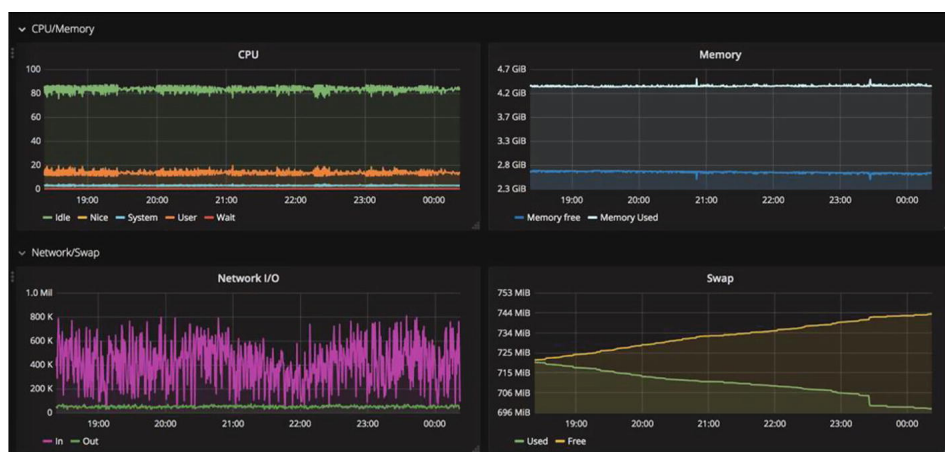 CPU/Memory
CPU
100
80
60
40
20
0
19:00 20:00 21:00 22:00 23:00 00:00
Idle Nice System User Wait
Memory
4.7 GiB
4.2 GiB
3.7 GiB
3.3 GiB
2.8 GiB
2.3 GiB
19:00 20:00 21:00 22:00 23:00 00:00
Memory free Memory Used
Network/Swap
Network I/O
1.0 Mil
800 K
600 K
400 K
200 K
0
19:00 20:00 21:00 22:00 23:00 00:00
In Out
Swap
753 MiB
744 MiB
734 MiB
725 MiB
715 MiB
706 MiB
696 MiB
19:00 20:00 21:00 22:00 23:00 00:00
Used Free